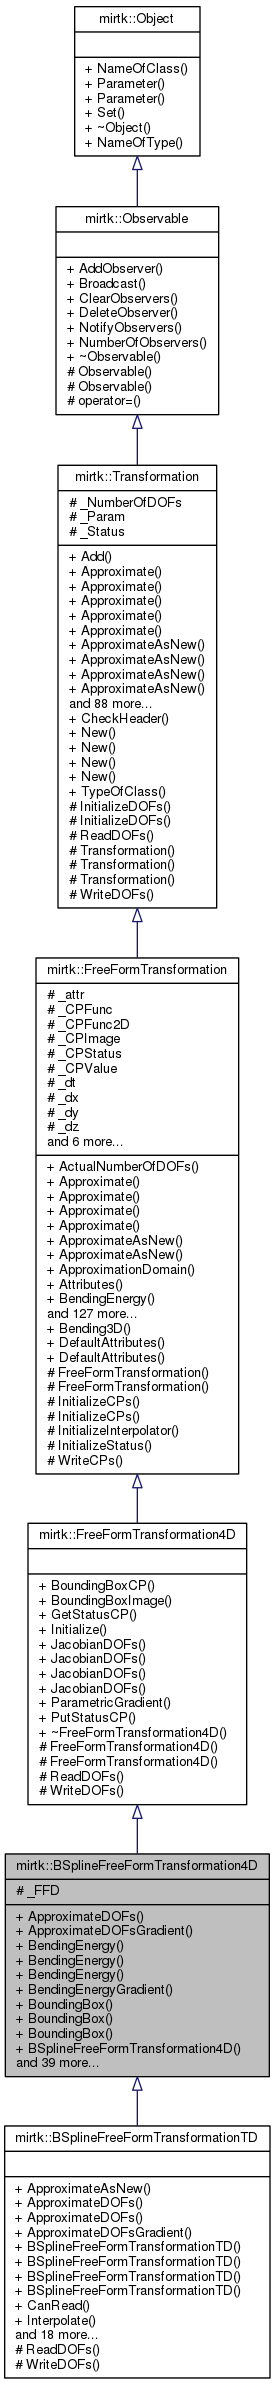 mirtk::Object
+ NameOfClass()
+ Parameter()
+ Parameter()
+ Set()
+ ~Object()
+ NameOfType()
mirtk::Observable
+ AddObserver()
+ Broadcast()
+ ClearObservers()
+ DeleteObserver()
+ NotifyObservers()
+ NumberOfObservers()
+ ~Observable()
# Observable()
# Observable()
# operator=()
mirtk::Transformation
# _NumberOfDOFs
# _Param
# _Status
+ Add()
+ Approximate()
+ Approximate()
+ Approximate()
+ Approximate()
+ Approximate()
+ ApproximateAsNew()
+ ApproximateAsNew()
+ ApproximateAsNew()
+ ApproximateAsNew()
and 88 more...
+ CheckHeader()
+ New()
+ New()
+ New()
+ New()
+ TypeOfClass()
# InitializeDOFs()
# InitializeDOFs()
# ReadDOFs()
# Transformation()
# Transformation()
# Transformation()
# WriteDOFs()
mirtk::FreeFormTransformation
# _attr
# _CPFunc
# _CPFunc2D
# _CPImage
# _CPStatus
# _CPValue
# _dt
# _dx
# _dy
# _dz
and 6 more...
+ ActualNumberOfDOFs()
+ Approximate()
+ Approximate()
+ Approximate()
+ Approximate()
+ ApproximateAsNew()
+ ApproximateAsNew()
+ ApproximationDomain()
+ Attributes()
+ BendingEnergy()
and 127 more...
+ Bending3D()
+ DefaultAttributes()
+ DefaultAttributes()
# FreeFormTransformation()
# FreeFormTransformation()
# InitializeCPs()
# InitializeCPs()
# InitializeInterpolator()
# InitializeStatus()
# WriteCPs()
mirtk::FreeFormTransformation4D
+ BoundingBoxCP()
+ BoundingBoxImage()
+ GetStatusCP()
+ Initialize()
+ JacobianDOFs()
+ JacobianDOFs()
+ JacobianDOFs()
+ JacobianDOFs()
+ ParametricGradient()
+ PutStatusCP()
+ ~FreeFormTransformation4D()
# FreeFormTransformation4D()
# FreeFormTransformation4D()
# ReadDOFs()
# WriteDOFs()
mirtk::BSplineFreeFormTransformation4D
# _FFD
+ ApproximateDOFs()
+ ApproximateDOFsGradient()
+ BendingEnergy()
+ BendingEnergy()
+ BendingEnergy()
+ BendingEnergyGradient()
+ BoundingBox()
+ BoundingBox()
+ BoundingBox()
+ BSplineFreeFormTransformation4D()
and 39 more...
mirtk::BSplineFreeFormTransformationTD
+ ApproximateAsNew()
+ ApproximateDOFs()
+ ApproximateDOFs()
+ ApproximateDOFsGradient()
+ BSplineFreeFormTransformationTD()
+ BSplineFreeFormTransformationTD()
+ BSplineFreeFormTransformationTD()
+ BSplineFreeFormTransformationTD()
+ CanRead()
+ Interpolate()
and 18 more...
# ReadDOFs()
# WriteDOFs()